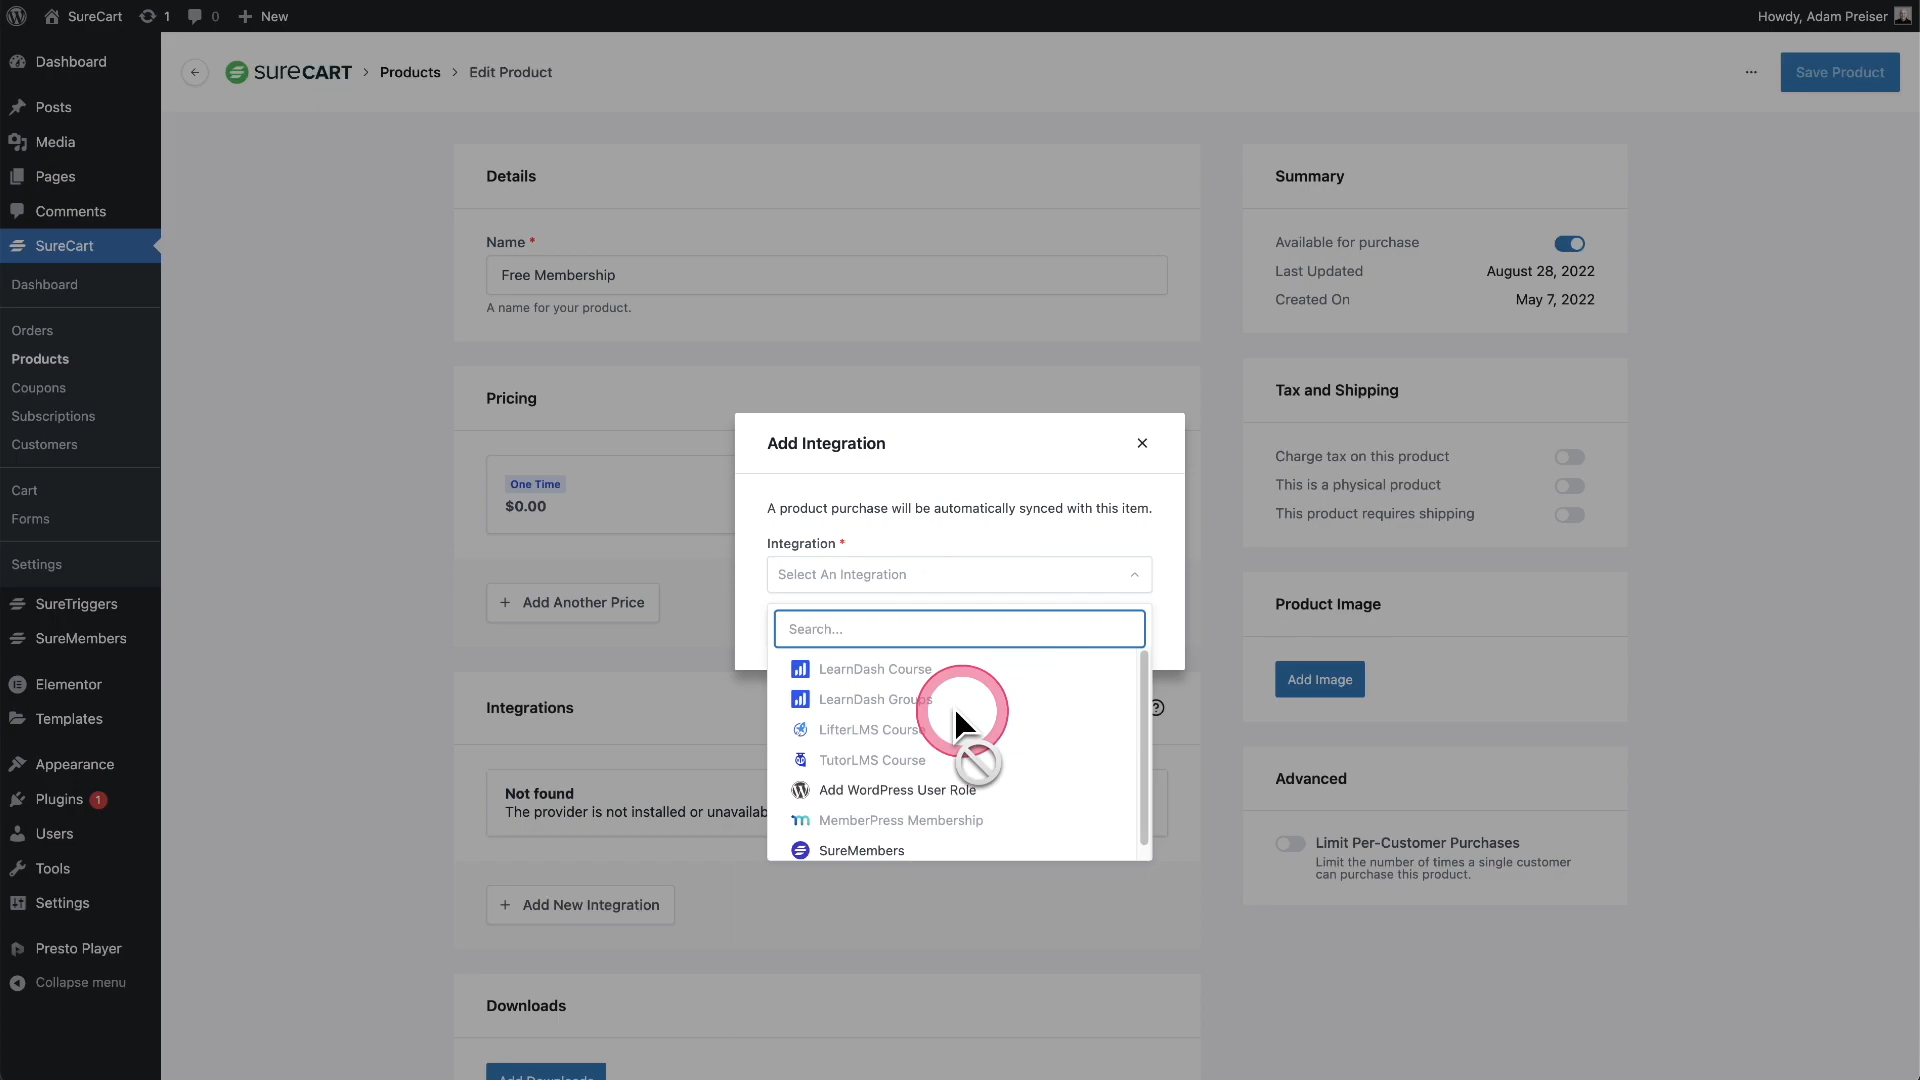 SureCart 1 0 New Howdy, Adam Preiser
Dashboard
Posts
Media
Pages
Comments
SureCart
Dashboard
Orders
Products
Coupons
Subscriptions
Customers
Cart
Forms
Settings
SureTriggers
SureMembers
Elementor
Templates
Appearance
Plugins 1
Users
Tools
Settings
Presto Player
Collapse menu
SURECART > Products > Edit Product
... Save Product
Details
Name *
Free Membership
A name for your product.
Pricing
One Time
$0.00
+ Add Another Price
Integrations
Not found
The provider is not installed or
+ Add New Integration
Downloads
Add Integration
A product purchase will be automatically synced with this item.
Integration *
Select An Integration
Search...
LearnDash Course
LearnDash Groups
LifterLMS Course
TutorLMS Course
Add WordPress User Role
MemberPress Membership
SureMembers
Summary
Available for purchase
Last Updated August 28, 2022
Created On May 7, 2022
Tax and Shipping
Charge tax on this product
This is a physical product
This product requires shipping
Product Image
Add Image
Advanced
Limit Per-Customer Purchases
Limit the number of times a single customer
can purchase this product.